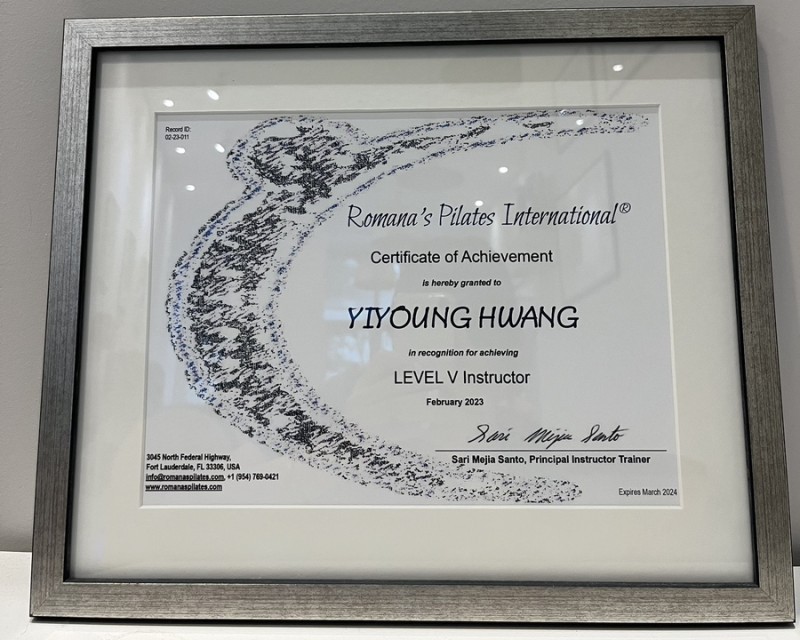 Record ID:
02-23-011
Romana's Pilates International®
Certificate of Achievement
is hereby granted to
YIYOUNG HWANG
in recognition for achieving
LEVEL V Instructor
February 2023
Sari Mejia Santo
Sari Mejia Santo, Principal Instructor Trainer
3045 North Federal Highway,
Fort Lauderdale, FL 33306, USA
info@romanaspilates.com, +1 (954) 769-0421
www.romanaspilates.com
Expires March 2024